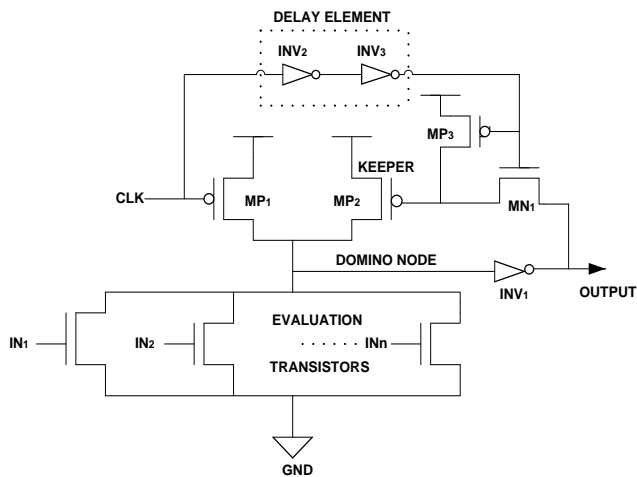 DELAY ELEMENT
INV2
INV3
MP3
KEEPER
CLK
MP1
MP2
MN1
DOMINO NODE
INV1
OUTPUT
IN1
IN2
EVALUATION
INn
TRANSISTORS
GND